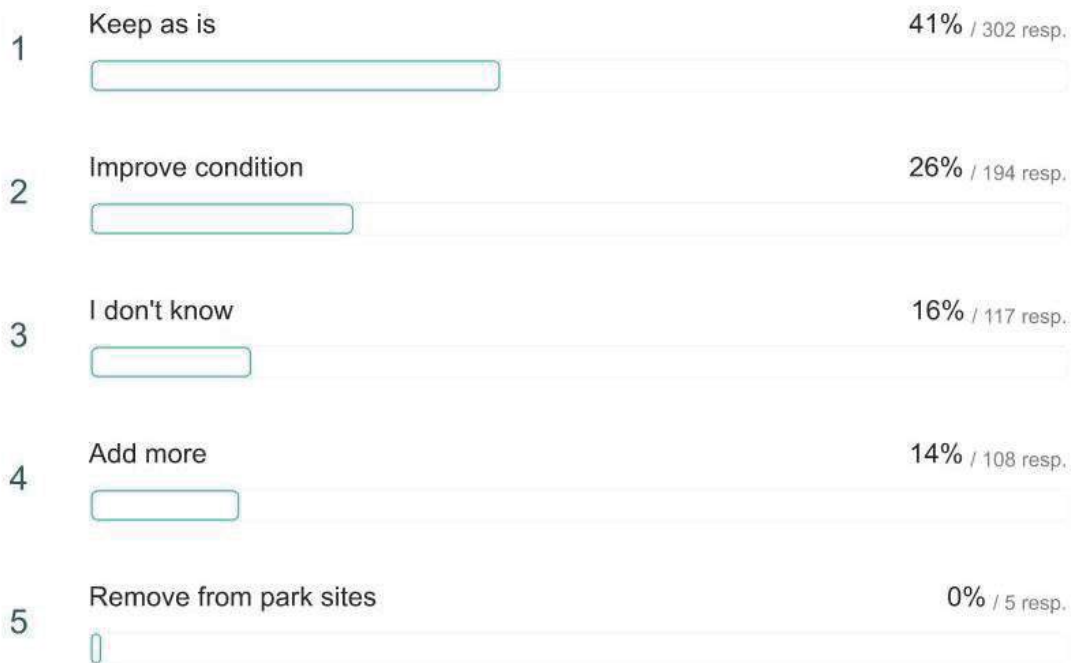 1 Keep as is 41% / 302 resp.
2 Improve condition 26% / 194 resp.
3 I don't know 16% / 117 resp.
4 Add more 14% / 108 resp.
5 Remove from park sites 0% / 5 resp.